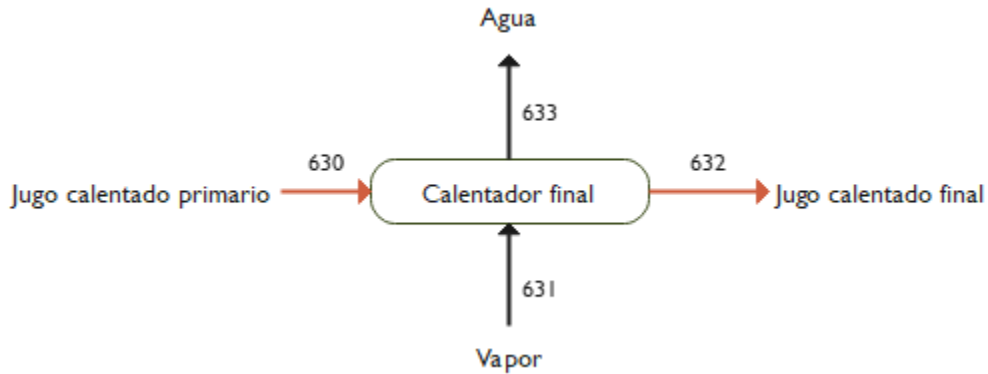 Agua
633
630
632
Jugo calentado primario
Calentador final
Jugo calentado final
631
Vapor